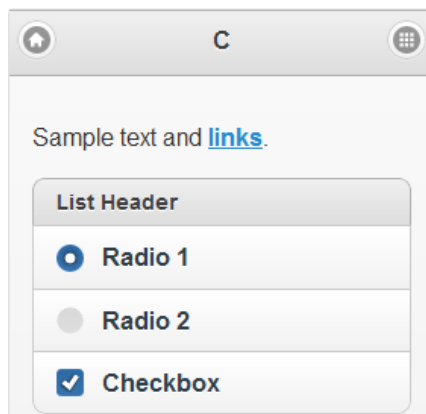 C
Sample text and links.
List Header
Radio 1
Radio 2
Checkbox